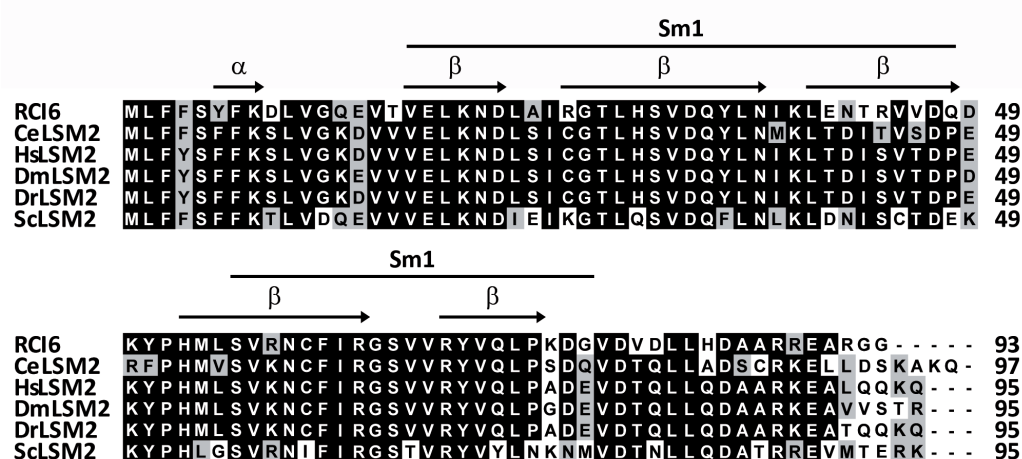 Sm1
α β β β
RCI6 MLFFSYFKDLVGQEVTVELKNDLAIRGTLHSVDQYLNIKLENTRVVDQD 49
CeLSM2 MLFFSFFKSLVGKDVVVELKNDLSICGTLHSVDQYLNMKLTDITVSDPE 49
HsLSM2 MLFYSFFKSLVGKDVVVELKNDLSICGTLHSVDQYLNIKLTDISVTDPE 49
DmLSM2 MLFYSFFKSLVGKEVVVELKNDLSICGTLHSVDQYLNIKLTDISVTDPD 49
DrLSM2 MLFYSFFKSLVGKDVVVELKNDLSICGTLHSVDQYLNIKLTDISVTDPE 49
ScLSM2 MLFFSFFKTLVDQEVVVELKNDIEIKGTLQSVDQFLNLKLDNISCTDEK 49
Sm1
β β
RCI6 KYPHMLSVRNCFIRGSVVRYVQLPKDGVDVDLLHDAARREARGG----- 93
CeLSM2 RFPHMVSVKNCFIRGSVVRYVQLPSDQVDTQLLADSCRKELLDSKAKQ- 97
HsLSM2 KYPHMLSVKNCFIRGSVVRYVQLPADEVDTQLLQDAARKEALQQKQ--- 95
DmLSM2 KYPHMLSVKNCFIRGSVVRYVQLPGDEVDTQLLQDAARKEAVVSTR--- 95
DrLSM2 KYPHMLSVKNCFIRGSVVRYVQLPADEVDTQLLQDAARKEATQQKQ--- 95
ScLSM2 KYPHLGSVRNIFIRGSTVRYVYLNKNMVDTNLLQDATRREVMTERK--- 95